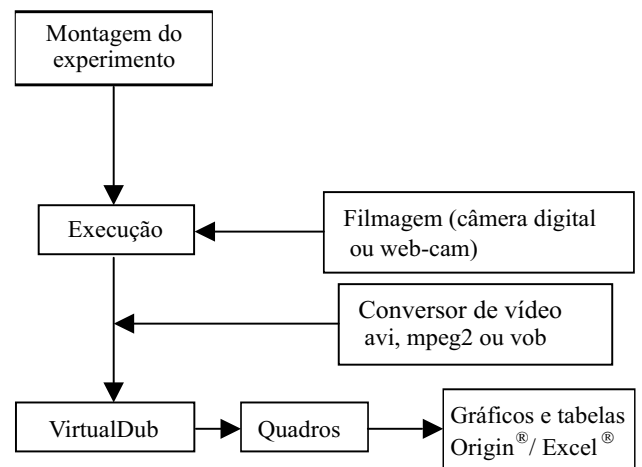 Montagem do
experimento
Execução
Filmagem (câmera digital
ou web-cam)
Conversor de vídeo
avi, mpeg2 ou vob
VirtualDub
Quadros
Gráficos e tabelas
Origin®/ Excel®